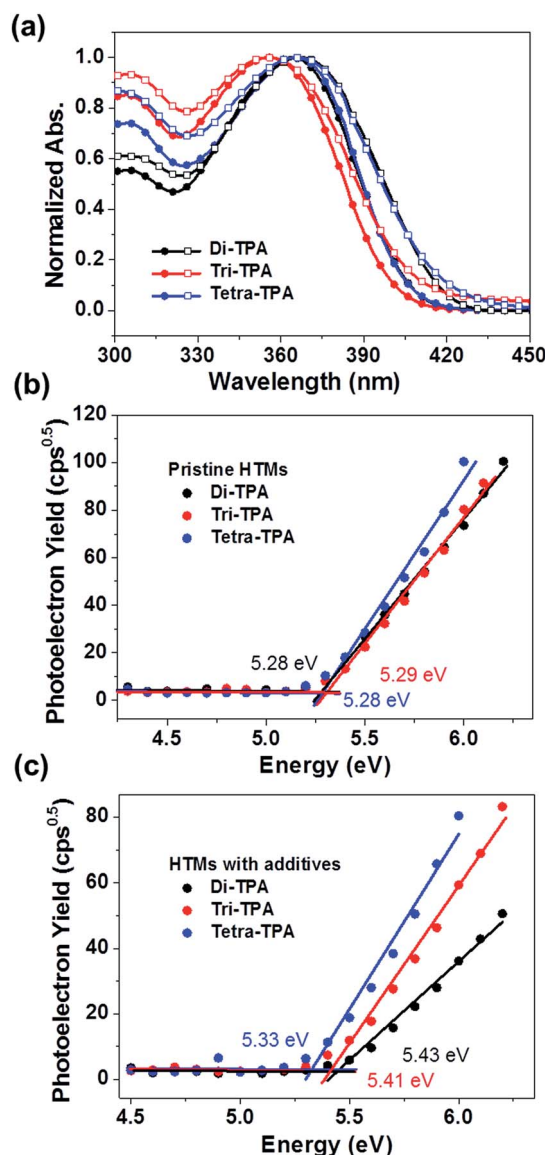 (a)
Normalized Abs.
1.0
0.8
0.6
0.4
0.2
0.0
Di-TPA
Tri-TPA
Tetra-TPA
300 330 360 390 420 450
Wavelength (nm)
(b)
Photoelectron Yield (cps^0.5)
120
100
80
60
40
20
0
Pristine HTMs
Di-TPA
Tri-TPA
Tetra-TPA
5.28 eV
5.29 eV
5.28 eV
4.5 5.0 5.5 6.0
Energy (eV)
(c)
Photoelectron Yield (cps^0.5)
80
60
40
20
0
HTMs with additives
Di-TPA
Tri-TPA
Tetra-TPA
5.33 eV
5.43 eV
5.41 eV
4.5 5.0 5.5 6.0
Energy (eV)